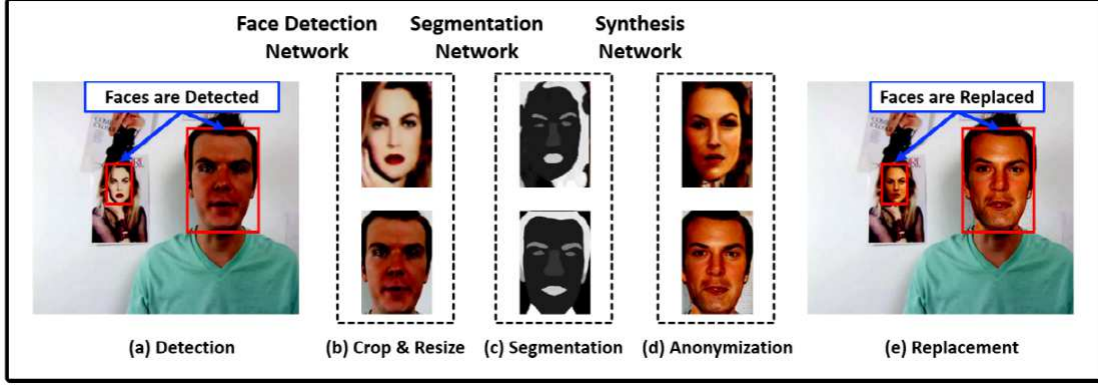 Face Detection
Network
Segmentation
Network
Synthesis
Network
Faces are Detected
Faces are Replaced
(a) Detection
(b) Crop & Resize
(c) Segmentation
(d) Anonymization
(e) Replacement